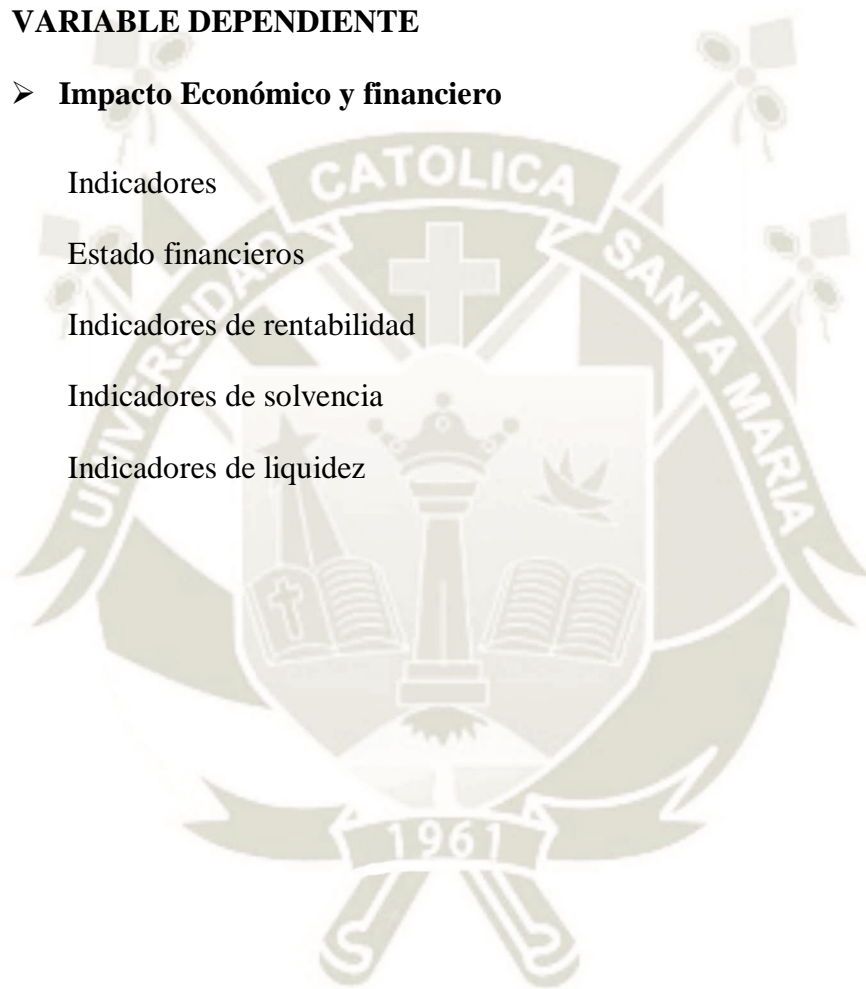 VARIABLE DEPENDIENTE
➢ Impacto Económico y financiero
Indicadores
Estado financieros
Indicadores de rentabilidad
Indicadores de solvencia
Indicadores de liquidez
UNIVERSIDAD CATOLICA SANTA MARIA
1961